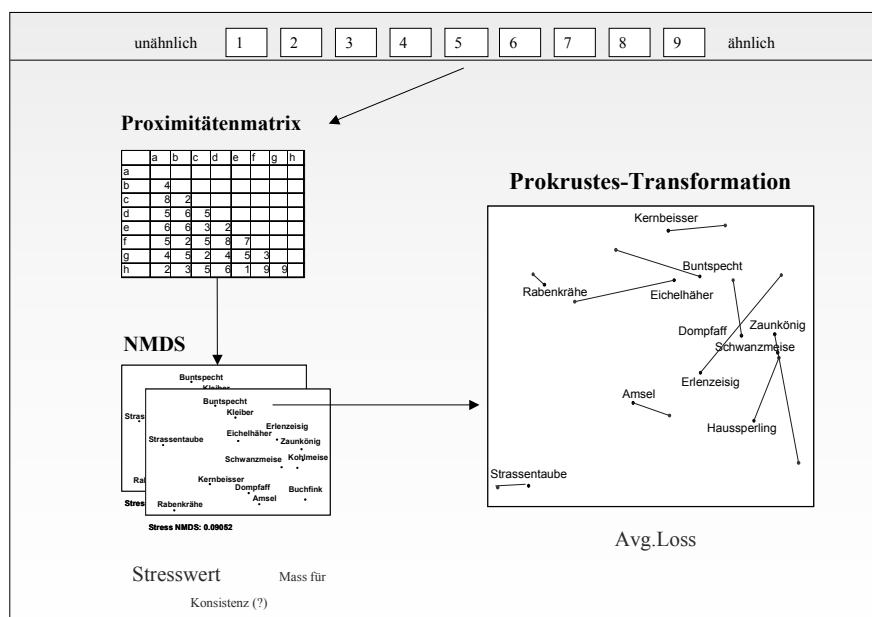 unähnlich 1 2 3 4 5 6 7 8 9 ähnlich
Proximitätenmatrix
a b c d e f g h
a
b 4
c 8 2
d 5 6 5
e 6 6 3 2
f 5 2 5 8 7
g 4 5 2 4 5 3
h 2 3 5 6 1 9 9
NMDS
Buntspecht
Kleiber
Stras
Ra
Stress
Buntspecht
Kleiber
Erlenzeisig
Strassentaube Eichelhäher
Zaunkönig
Schwanzmeise Kohlmeise
Kernbeisser
Dompfaff Buchfink
Rabenkrähe Amsel
Stress NMDS: 0.09052
Stresswert Mass für
Konsistenz (?)
Prokrustes-Transformation
Kernbeisser
Buntspecht
Rabenkrähe Eichelhäher
Dompfaff Zaunkönig
Schwanzmeise
Erlenzeisig
Amsel
Haussperling
Strassentaube
Avg.Loss